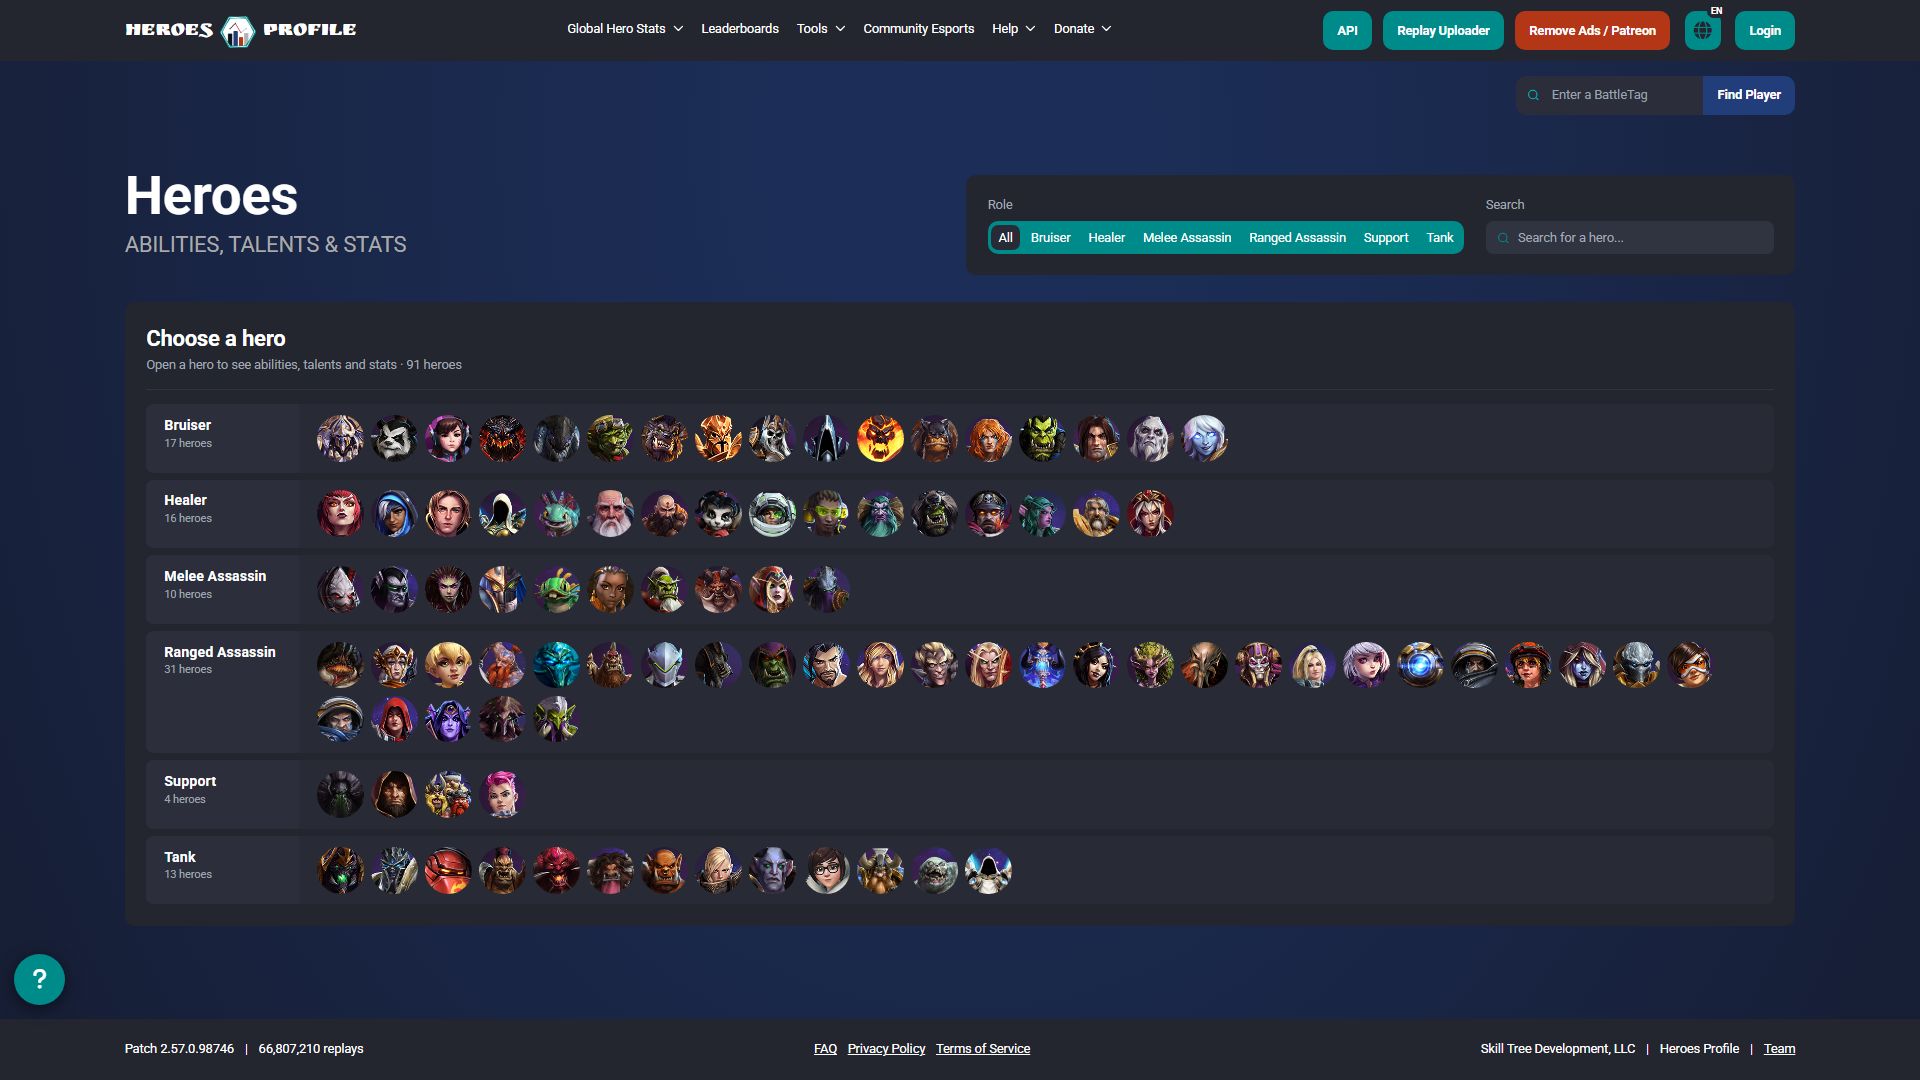 HEROES PROFILE
Global Hero Stats
Leaderboards
Tools
Community Esports
Help
Donate
API
Replay Uploader
Remove Ads / Patreon
EN
Login
Enter a BattleTag
Find Player
Heroes
ABILITIES, TALENTS & STATS
Role
All
Bruiser
Healer
Melee Assassin
Ranged Assassin
Support
Tank
Search
Search for a hero...
Choose a hero
Open a hero to see abilities, talents and stats · 91 heroes
Bruiser
17 heroes
Healer
16 heroes
Melee Assassin
10 heroes
Ranged Assassin
31 heroes
Support
4 heroes
Tank
13 heroes
?
Patch 2.57.0.98746 | 66,807,210 replays
FAQ
Privacy Policy
Terms of Service
Skill Tree Development, LLC | Heroes Profile | Team